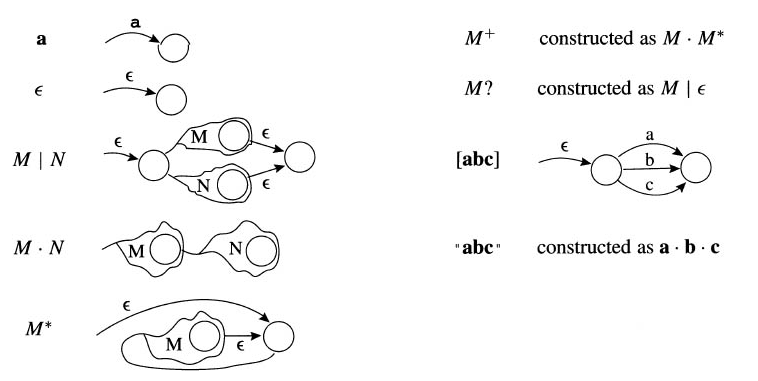 a a
ϵ ϵ
M | N ϵ M ϵ N ϵ
M · N M N
M* ϵ M ϵ
M⁺ constructed as M · M*
M? constructed as M | ϵ
[abc] ϵ a b c
"abc" constructed as a · b · c